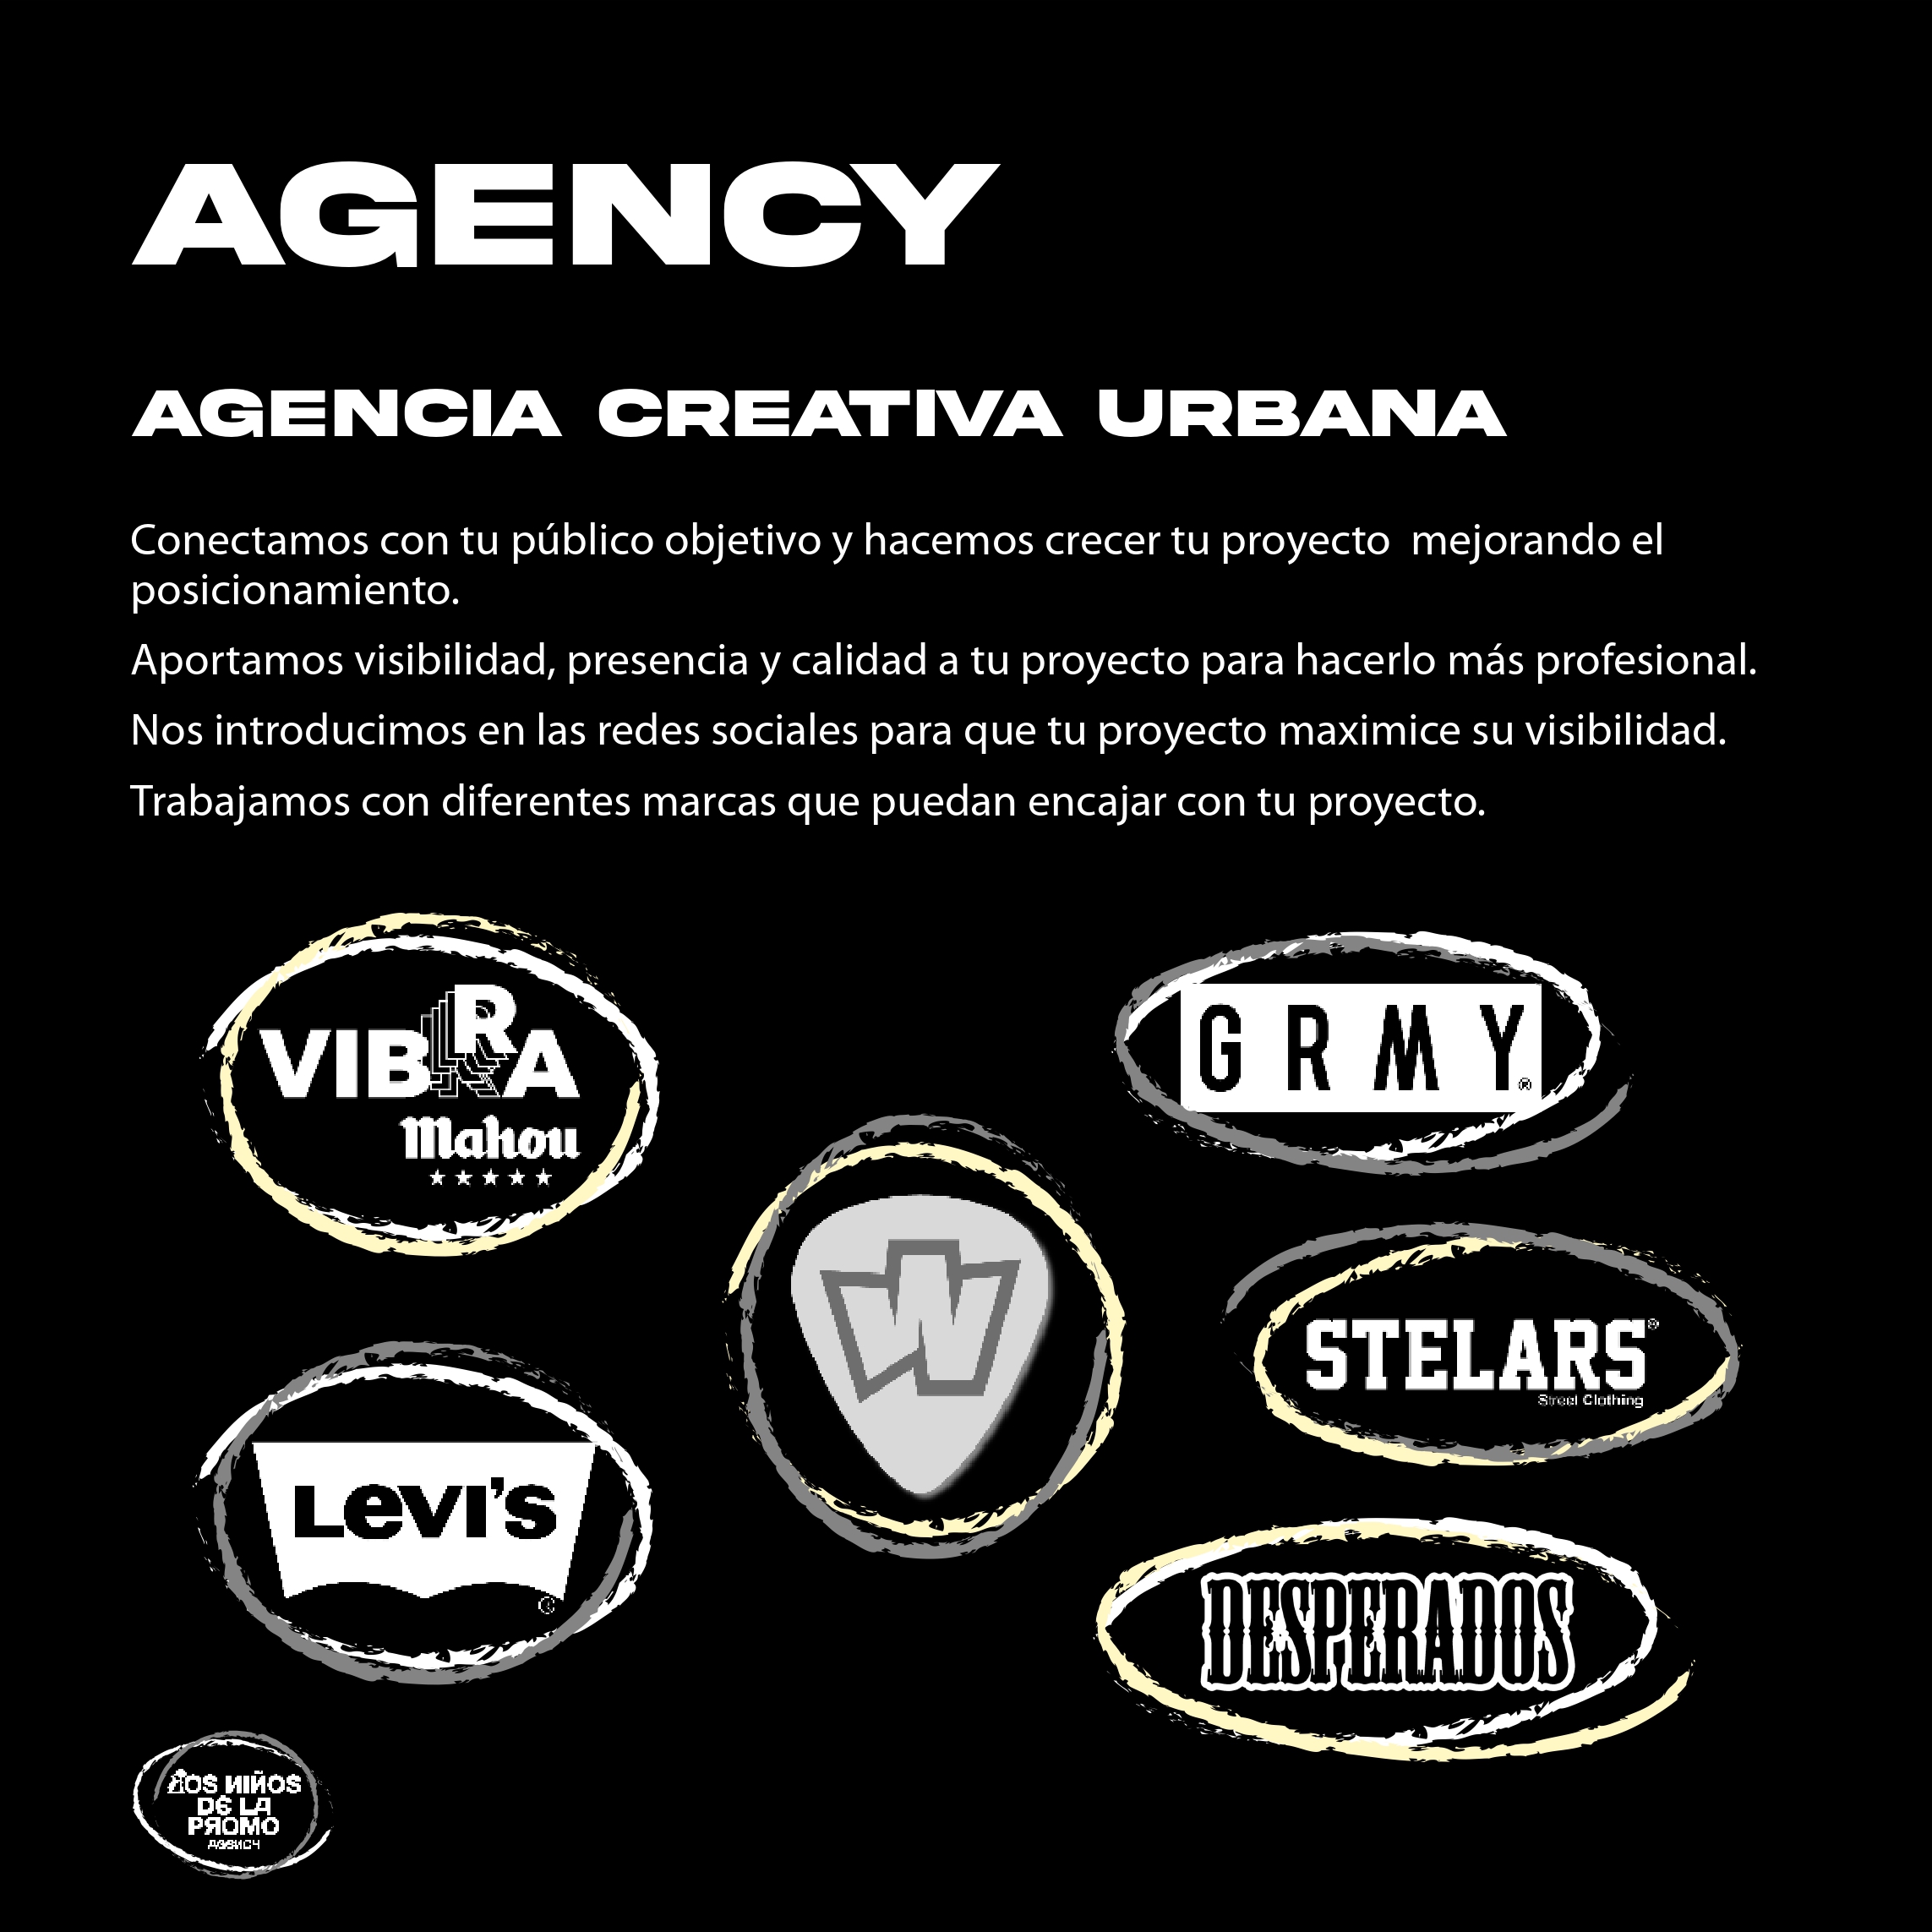 AGENCY
AGENCIA CREATIVA URBANA
Conectamos con tu público objetivo y hacemos crecer tu proyecto  mejorando el
posicionamiento.
Aportamos visibilidad, presencia y calidad a tu proyecto para hacerlo más profesional.
Nos introducimos en las redes sociales para que tu proyecto maximice su visibilidad.
Trabajamos con diferentes marcas que puedan encajar con tu proyecto.
VIBRA
Mahou
GRMY®
W
STELARS®
Street Clothing
LEVI'S®
DESPERADOS
LOS NIÑOS
DE LA
PROMO